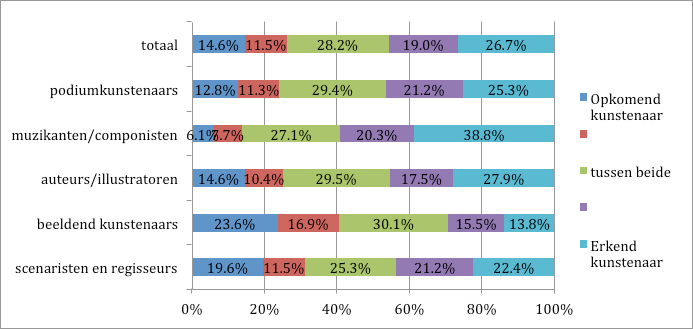 totaal 14.6% 11.5% 28.2% 19.0% 26.7%
podiumkunstenaars 12.8% 11.3% 29.4% 21.2% 25.3%
muzikanten/componisten 6.1% 7.7% 27.1% 20.3% 38.8%
auteurs/illustratoren 14.6% 10.4% 29.5% 17.5% 27.9%
beeldend kunstenaars 23.6% 16.9% 30.1% 15.5% 13.8%
scenaristen en regisseurs 19.6% 11.5% 25.3% 21.2% 22.4%
0% 20% 40% 60% 80% 100%
Opkomend
kunstenaar
tussen beide
Erkend
kunstenaar